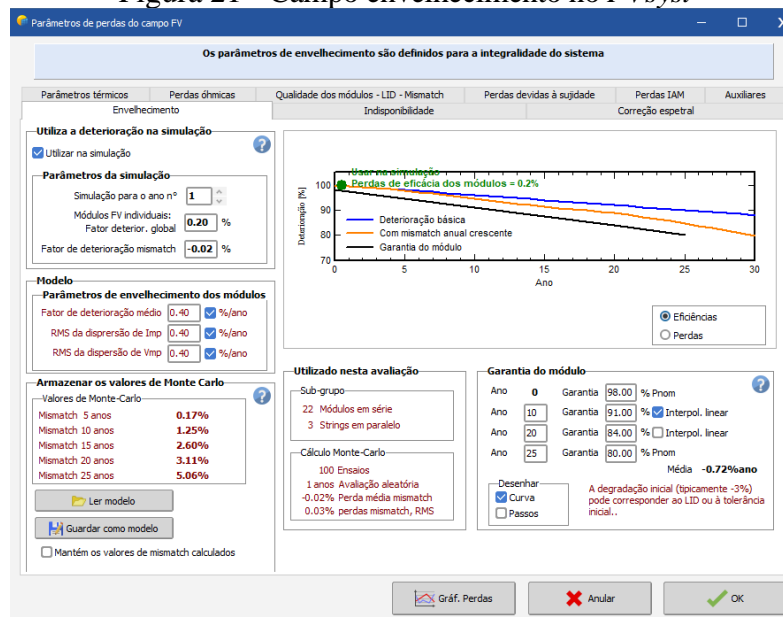 Figura 21 - Campo envelhecimento no PVsyst
Parâmetros de perdas do campo FV
Os parâmetros de envelhecimento são definidos para a integralidade do sistema
Parâmetros térmicos Perdas óhmicas Qualidade dos módulos - LID - Mismatch Perdas devidas à sujidade Perdas IAM Auxiliares
Envelhecimento Indisponibilidade Correção espetral
Utiliza a deterioração na simulação
Utilizar na simulação
Parâmetros da simulação
Simulação para o ano nº 1
Módulos FV individuais:
Fator deterior. global 0.20 %
Fator de deterioração mismatch -0.02 %
Modelo
Parâmetros de envelhecimento dos módulos
Fator de deterioração médio 0.40 %/ano
RMS da disprersão de Imp 0.40 %/ano
RMS da dispersão de Vmp 0.40 %/ano
Armazenar os valores de Monte Carlo
Valores de Monte-Carlo
Mismatch 5 anos 0.17%
Mismatch 10 anos 1.25%
Mismatch 15 anos 2.60%
Mismatch 20 anos 3.11%
Mismatch 25 anos 5.06%
Ler modelo
Guardar como modelo
Mantém os valores de mismatch calculados
Usar na simulação
Perdas de eficácia dos módulos = 0.2%
Deterioração [%]
100
90
80
70
Deterioração básica
Com mismatch anual crescente
Garantia do módulo
0 5 10 15 20 25 30
Ano
Eficiências
Perdas
Utilizado nesta avaliação
Sub-grupo
22 Módulos em série
3 Strings em paralelo
Cálculo Monte-Carlo
100 Ensaios
1 anos Avaliação aleatória
-0.02% Perda média mismatch
0.03% perdas mismatch, RMS
Garantia do módulo
Ano 0 Garantia 98.00 % Pnom
Ano 10 Garantia 91.00 % Interpol. linear
Ano 20 Garantia 84.00 % Interpol. linear
Ano 25 Garantia 80.00 % Pnom
Média -0.72%ano
Desenhar
Curva
Passos
A degradação inicial (tipicamente -3%)
pode corresponder ao LID ou à tolerância
inicial..
Gráf. Perdas Anular OK